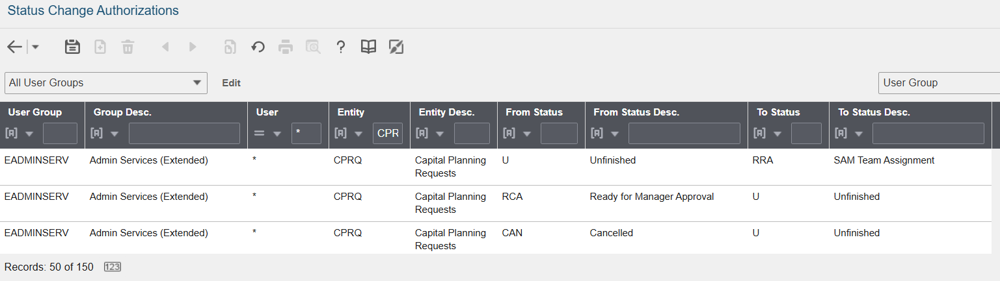 Status Change Authorizations
?
All User Groups Edit User Group
User Group Group Desc. User Entity Entity Desc. From Status From Status Desc. To Status To Status Desc.
[A] [A] = * [A] CPR [A] [A] [A] [A] [A]
EADMINSERV Admin Services (Extended) * CPRQ Capital Planning U Unfinished RRA SAM Team Assignment
Requests
EADMINSERV Admin Services (Extended) * CPRQ Capital Planning RCA Ready for Manager Approval U Unfinished
Requests
EADMINSERV Admin Services (Extended) * CPRQ Capital Planning CAN Cancelled U Unfinished
Requests
Records: 50 of 150 123